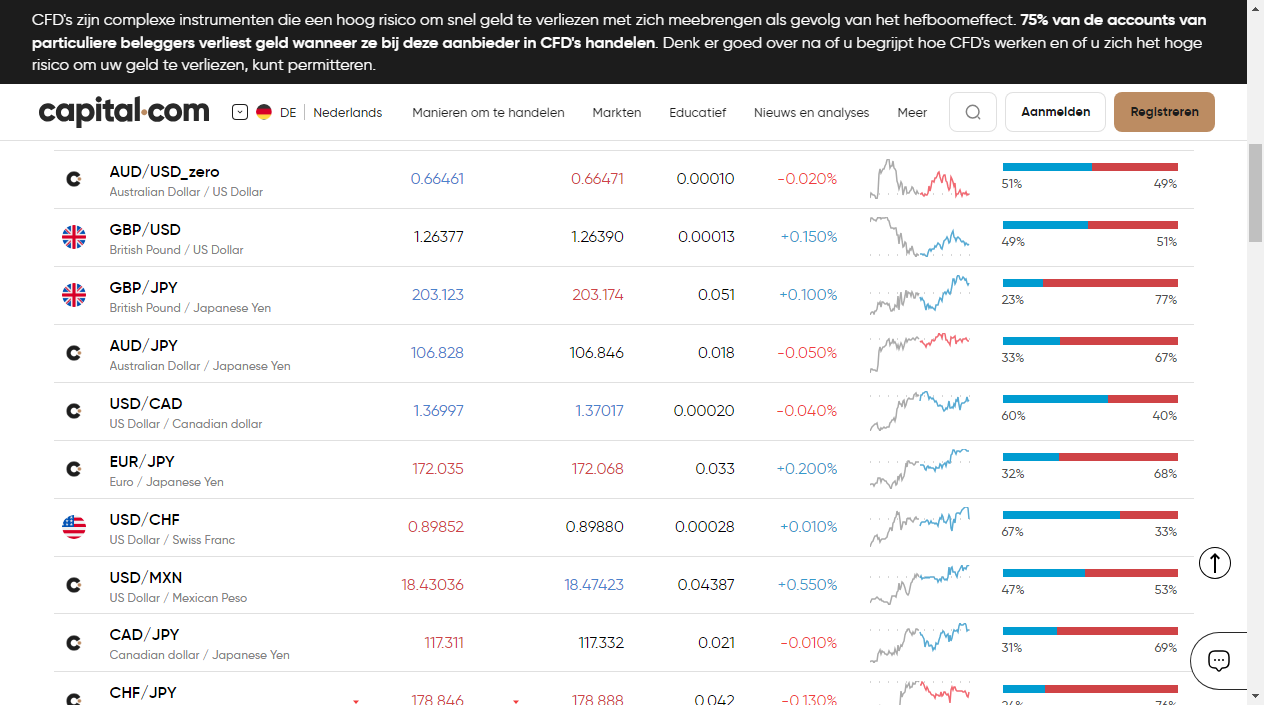 CFD's zijn complexe instrumenten die een hoog risico om snel geld te verliezen met zich meebrengen als gevolg van het hefboomeffect. 75% van de accounts van
particuliere beleggers verliest geld wanneer ze bij deze aanbieder in CFD's handelen. Denk er goed over na of u begrijpt hoe CFD's werken en of u zich het hoge
risico om uw geld te verliezen, kunt permitteren.
capital.com DE Nederlands Manieren om te handelen Markten Educatief Nieuws en analyses Meer Aanmelden Registreren
AUD/USD_zero 0.66461 0.66471 0.00010 -0.020%
Australian Dollar / US Dollar 51% 49%
GBP/USD 1.26377 1.26390 0.00013 +0.150%
British Pound / US Dollar 49% 51%
GBP/JPY 203.123 203.174 0.051 +0.100%
British Pound / Japanese Yen 23% 77%
AUD/JPY 106.828 106.846 0.018 -0.050%
Australian Dollar / Japanese Yen 33% 67%
USD/CAD 1.36997 1.37017 0.00020 -0.040%
US Dollar / Canadian dollar 60% 40%
EUR/JPY 172.035 172.068 0.033 +0.200%
Euro / Japanese Yen 32% 68%
USD/CHF 0.89852 0.89880 0.00028 +0.010%
US Dollar / Swiss Franc 67% 33%
USD/MXN 18.43036 18.47423 0.04387 +0.550%
US Dollar / Mexican Peso 47% 53%
CAD/JPY 117.311 117.332 0.021 -0.010%
Canadian dollar / Japanese Yen 31% 69%
CHF/JPY 178.846 178.888 0.042 -0.130%